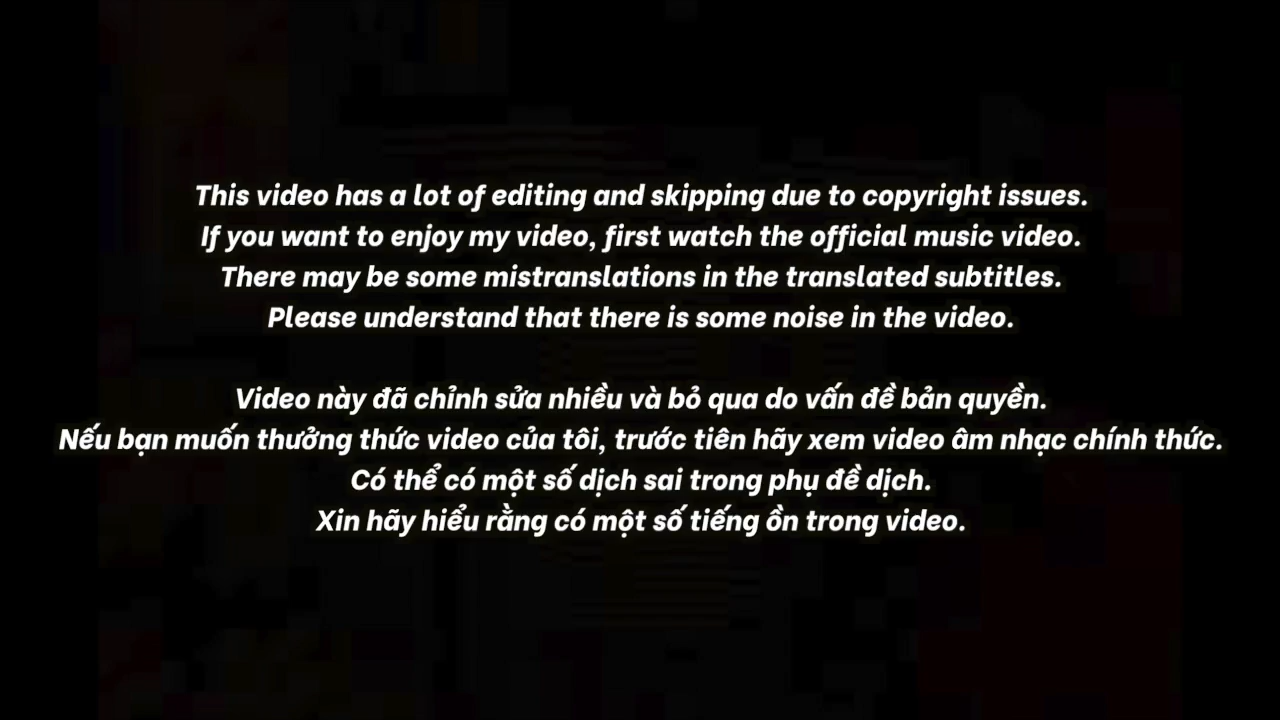 This video has a lot of editing and skipping due to copyright issues.
If you want to enjoy my video, first watch the official music video.
There may be some mistranslations in the translated subtitles.
Please understand that there is some noise in the video.
Video này đã chỉnh sửa nhiều và bỏ qua do vấn đề bản quyền.
Nếu bạn muốn thưởng thức video của tôi, trước tiên hãy xem video âm nhạc chính thức.
Có thể có một số dịch sai trong phụ đề dịch.
Xin hãy hiểu rằng có một số tiếng ồn trong video.